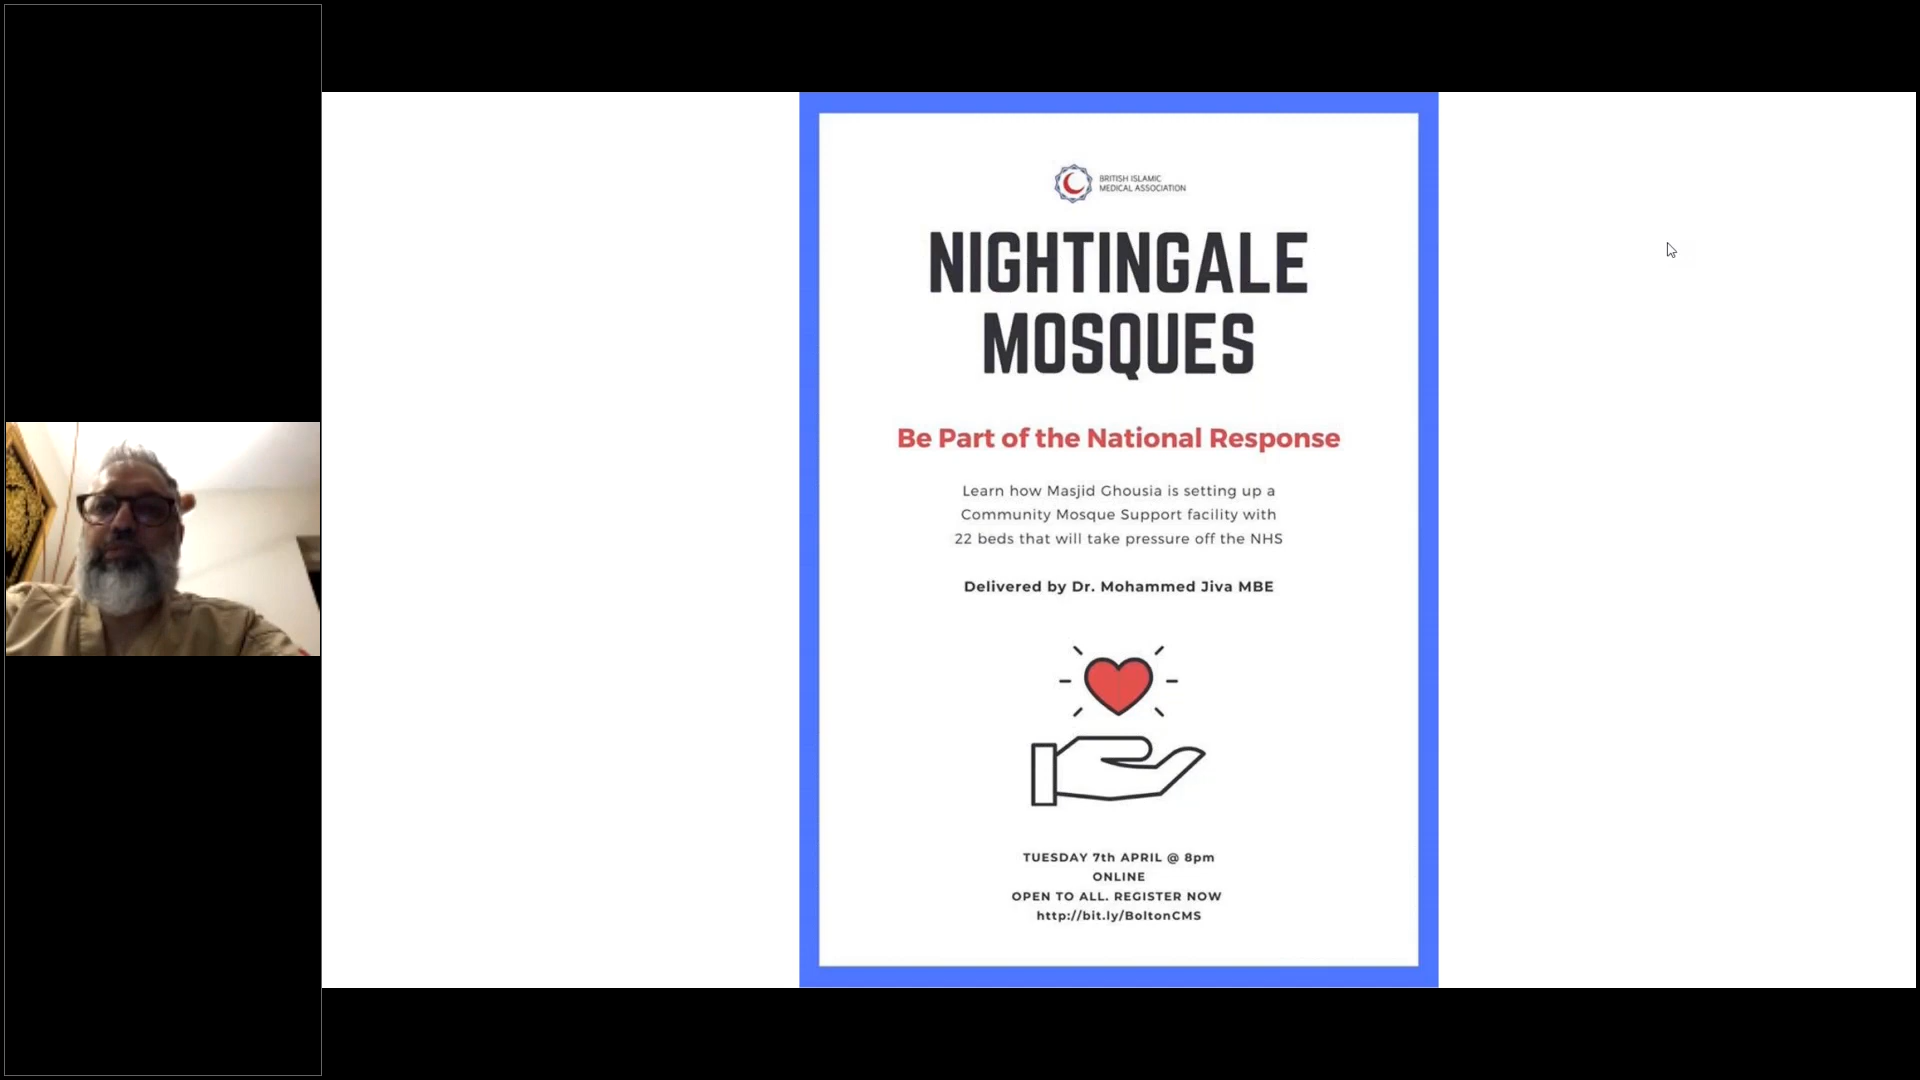 BRITISH ISLAMIC
MEDICAL ASSOCIATION
NIGHTINGALE
MOSQUES
Be Part of the National Response
Learn how Masjid Ghousia is setting up a
Community Mosque Support facility with
22 beds that will take pressure off the NHS
Delivered by Dr. Mohammed Jiva MBE
TUESDAY 7th APRIL @ 8pm
ONLINE
OPEN TO ALL. REGISTER NOW
http://bit.ly/BoltonCMS